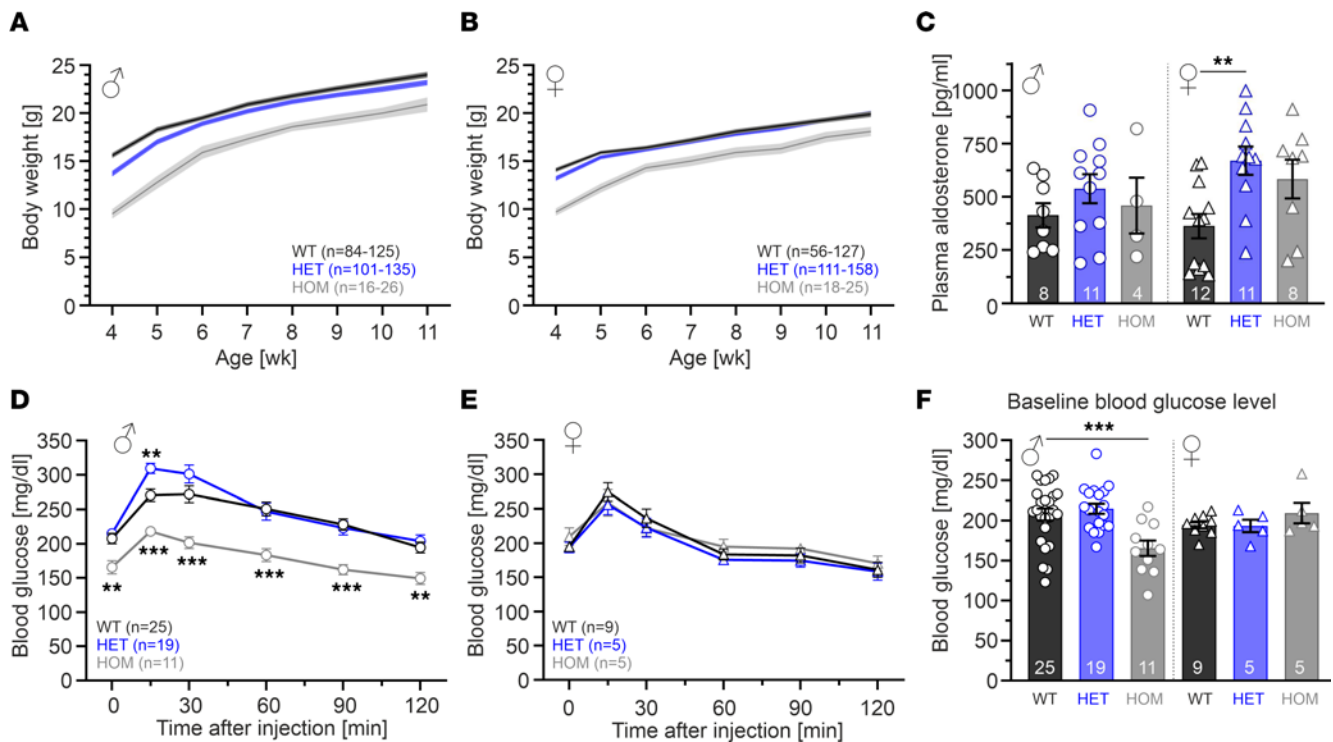 A
Body weight [g]
25
20
15
10
5
0
♂
WT (n=84-125)
HET (n=101-135)
HOM (n=16-26)
4 5 6 7 8 9 10 11
Age [wk]
B
Body weight [g]
25
20
15
10
5
0
♀
WT (n=56-127)
HET (n=111-158)
HOM (n=18-25)
4 5 6 7 8 9 10 11
Age [wk]
C
Plasma aldosterone [pg/ml]
1000
750
500
250
0
♂
♀
**
8 11 4 12 11 8
WT HET HOM WT HET HOM
D
Blood glucose [mg/dl]
350
300
250
200
150
100
50
0
♂
**
** *** *** *** *** **
WT (n=25)
HET (n=19)
HOM (n=11)
0 30 60 90 120
Time after injection [min]
E
Blood glucose [mg/dl]
350
300
250
200
150
100
50
0
♀
WT (n=9)
HET (n=5)
HOM (n=5)
0 30 60 90 120
Time after injection [min]
F
Baseline blood glucose level
Blood glucose [mg/dl]
300
250
200
150
100
50
0
♂
***
♀
25 19 11 9 5 5
WT HET HOM WT HET HOM